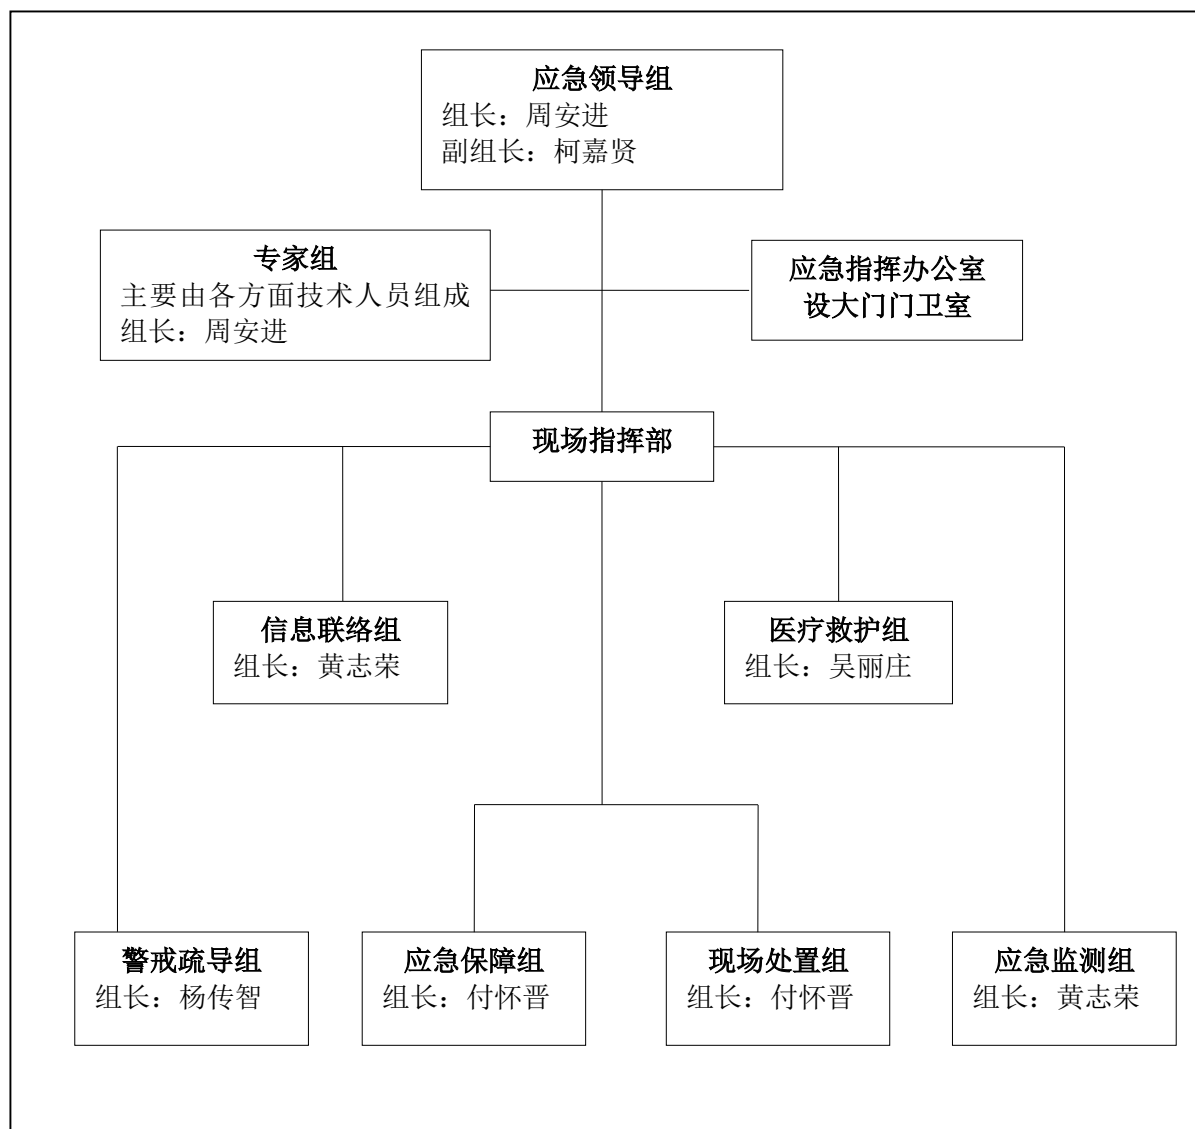 应急领导组
组长：周安进
副组长：柯嘉贤
专家组
主要由各方面技术人员组成
组长：周安进
应急指挥办公室
设大门门卫室
现场指挥部
信息联络组
组长：黄志荣
医疗救护组
组长：吴丽庄
警戒疏导组
组长：杨传智
应急保障组
组长：付怀晋
现场处置组
组长：付怀晋
应急监测组
组长：黄志荣